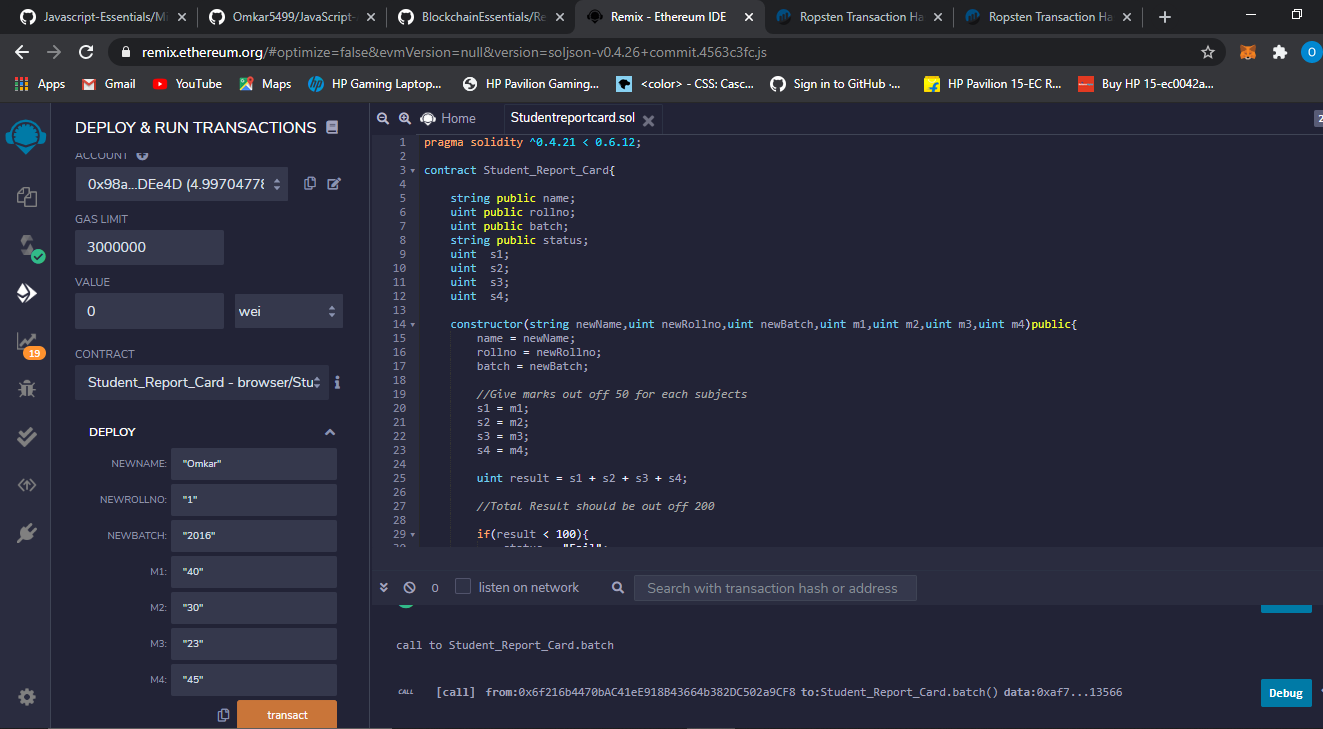 Javascript-Essentials/M
Omkar5499/JavaScript-
BlockchainEssentials/Re
Remix - Ethereum IDE
Ropsten Transaction Ha
Ropsten Transaction Ha
remix.ethereum.org/#optimize=false&evmVersion=null&version=soljson-v0.4.26+commit.4563c3fc.js
O
Apps
Gmail
YouTube
Maps
HP Gaming Laptop...
HP Pavilion Gaming...
<color> - CSS: Casc...
Sign in to GitHub ·...
HP Pavilion 15-EC R...
Buy HP 15-ec0042a...
DEPLOY & RUN TRANSACTIONS
ACCOUNT
0x98a...DEe4D (4.99704778
GAS LIMIT
3000000
VALUE
0
wei
19
CONTRACT
Student_Report_Card - browser/Stu
DEPLOY
NEWNAME: "Omkar"
NEWROLLNO: "1"
NEWBATCH: "2016"
M1: "40"
M2: "30"
M3: "23"
M4: "45"
transact
Home
Studentreportcard.sol
2
1 pragma solidity ^0.4.21 < 0.6.12;
2
3 contract Student_Report_Card{
4
5 string public name;
6 uint public rollno;
7 uint public batch;
8 string public status;
9 uint  s1;
10 uint  s2;
11 uint  s3;
12 uint  s4;
13
14 constructor(string newName,uint newRollno,uint newBatch,uint m1,uint m2,uint m3,uint m4)public{
15 name = newName;
16 rollno = newRollno;
17 batch = newBatch;
18
19 //Give marks out off 50 for each subjects
20 s1 = m1;
21 s2 = m2;
22 s3 = m3;
23 s4 = m4;
24
25 uint result = s1 + s2 + s3 + s4;
26
27 //Total Result should be out off 200
28
29 if(result < 100){
30 status = "Fail";
0
listen on network
Search with transaction hash or address
call to Student_Report_Card.batch
CALL [call] from:0x6f216b4470bAC41eE918B43664b382DC502a9CF8 to:Student_Report_Card.batch() data:0xaf7...13566
Debug